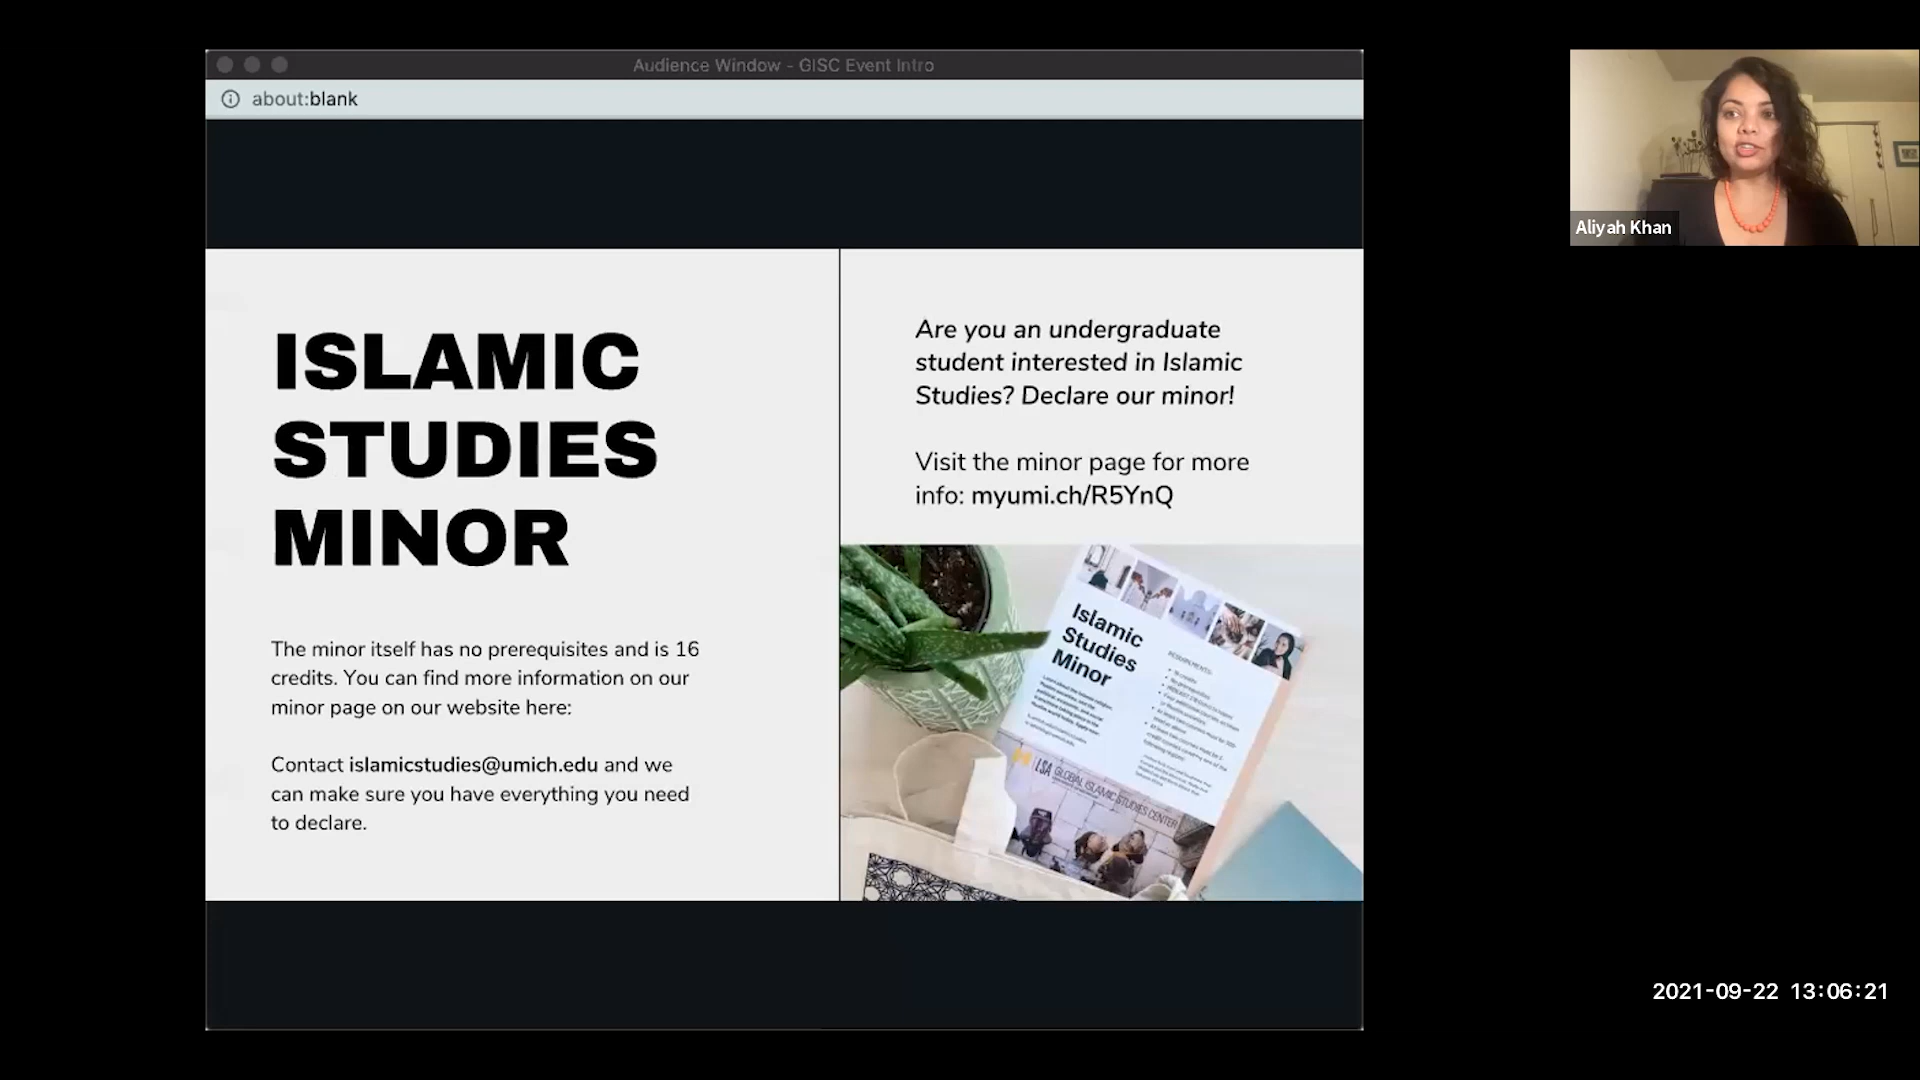 Audience Window - GISC Event Intro
about:blank
ISLAMIC
STUDIES
MINOR
The minor itself has no prerequisites and is 16
credits. You can find more information on our
minor page on our website here:
Contact islamicstudies@umich.edu and we
can make sure you have everything you need
to declare.
Are you an undergraduate
student interested in Islamic
Studies? Declare our minor!
Visit the minor page for more
info: myumi.ch/R5YnQ
Islamic
Studies
Minor
LSA GLOBAL ISLAMIC STUDIES CENTER
Aliyah Khan
2021-09-22 13:06:21